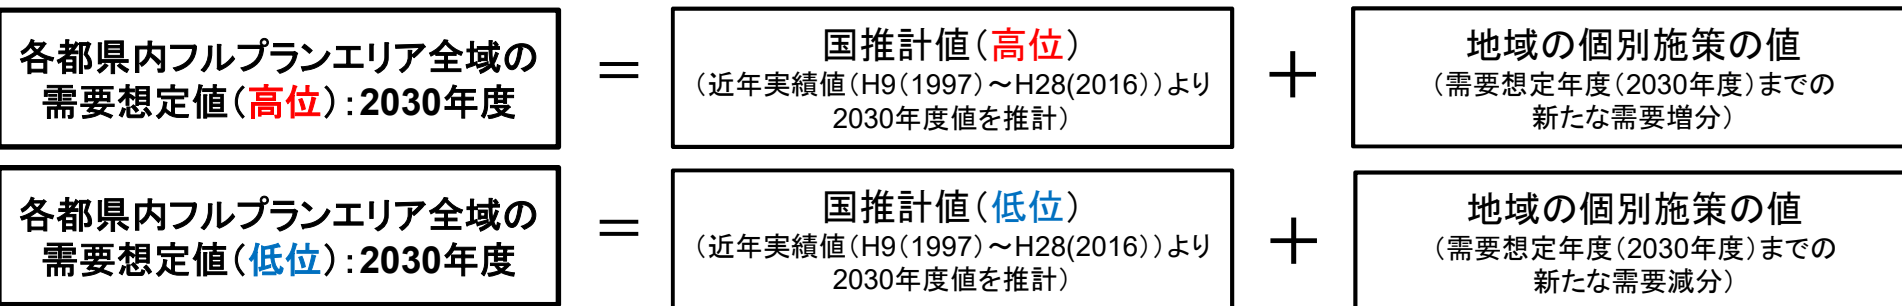 各都県内フルプランエリア全域の
需要想定値（高位）：2030年度
＝
国推計値（高位）
（近年実績値（H9（1997）～H28(2016)）より
2030年度値を推計）
＋
地域の個別施策の値
（需要想定年度（2030年度）までの
新たな需要増分）
各都県内フルプランエリア全域の
需要想定値（低位）：2030年度
＝
国推計値（低位）
（近年実績値（H9（1997）～H28(2016)）より
2030年度値を推計）
＋
地域の個別施策の値
（需要想定年度（2030年度）までの
新たな需要減分）